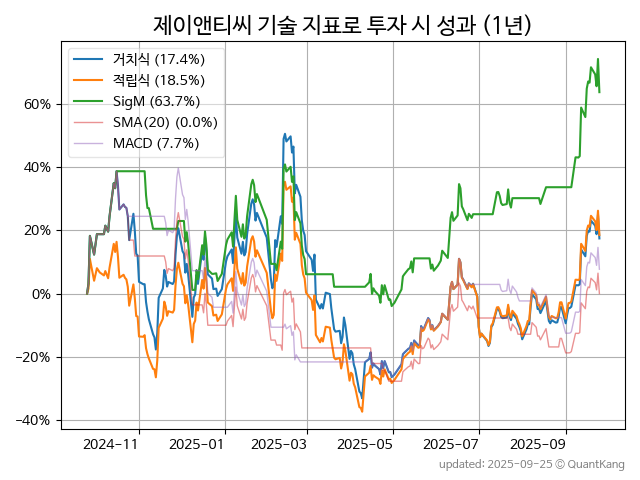 제이앤티씨 기술 지표로 투자 시 성과 (1년)
거치식 (17.4%)
적립식 (18.5%)
SigM (63.7%)
SMA(20) (0.0%)
MACD (7.7%)
60%
40%
20%
0%
−20%
−40%
2024-11
2025-01
2025-03
2025-05
2025-07
2025-09
updated: 2025-09-25 © QuantKang